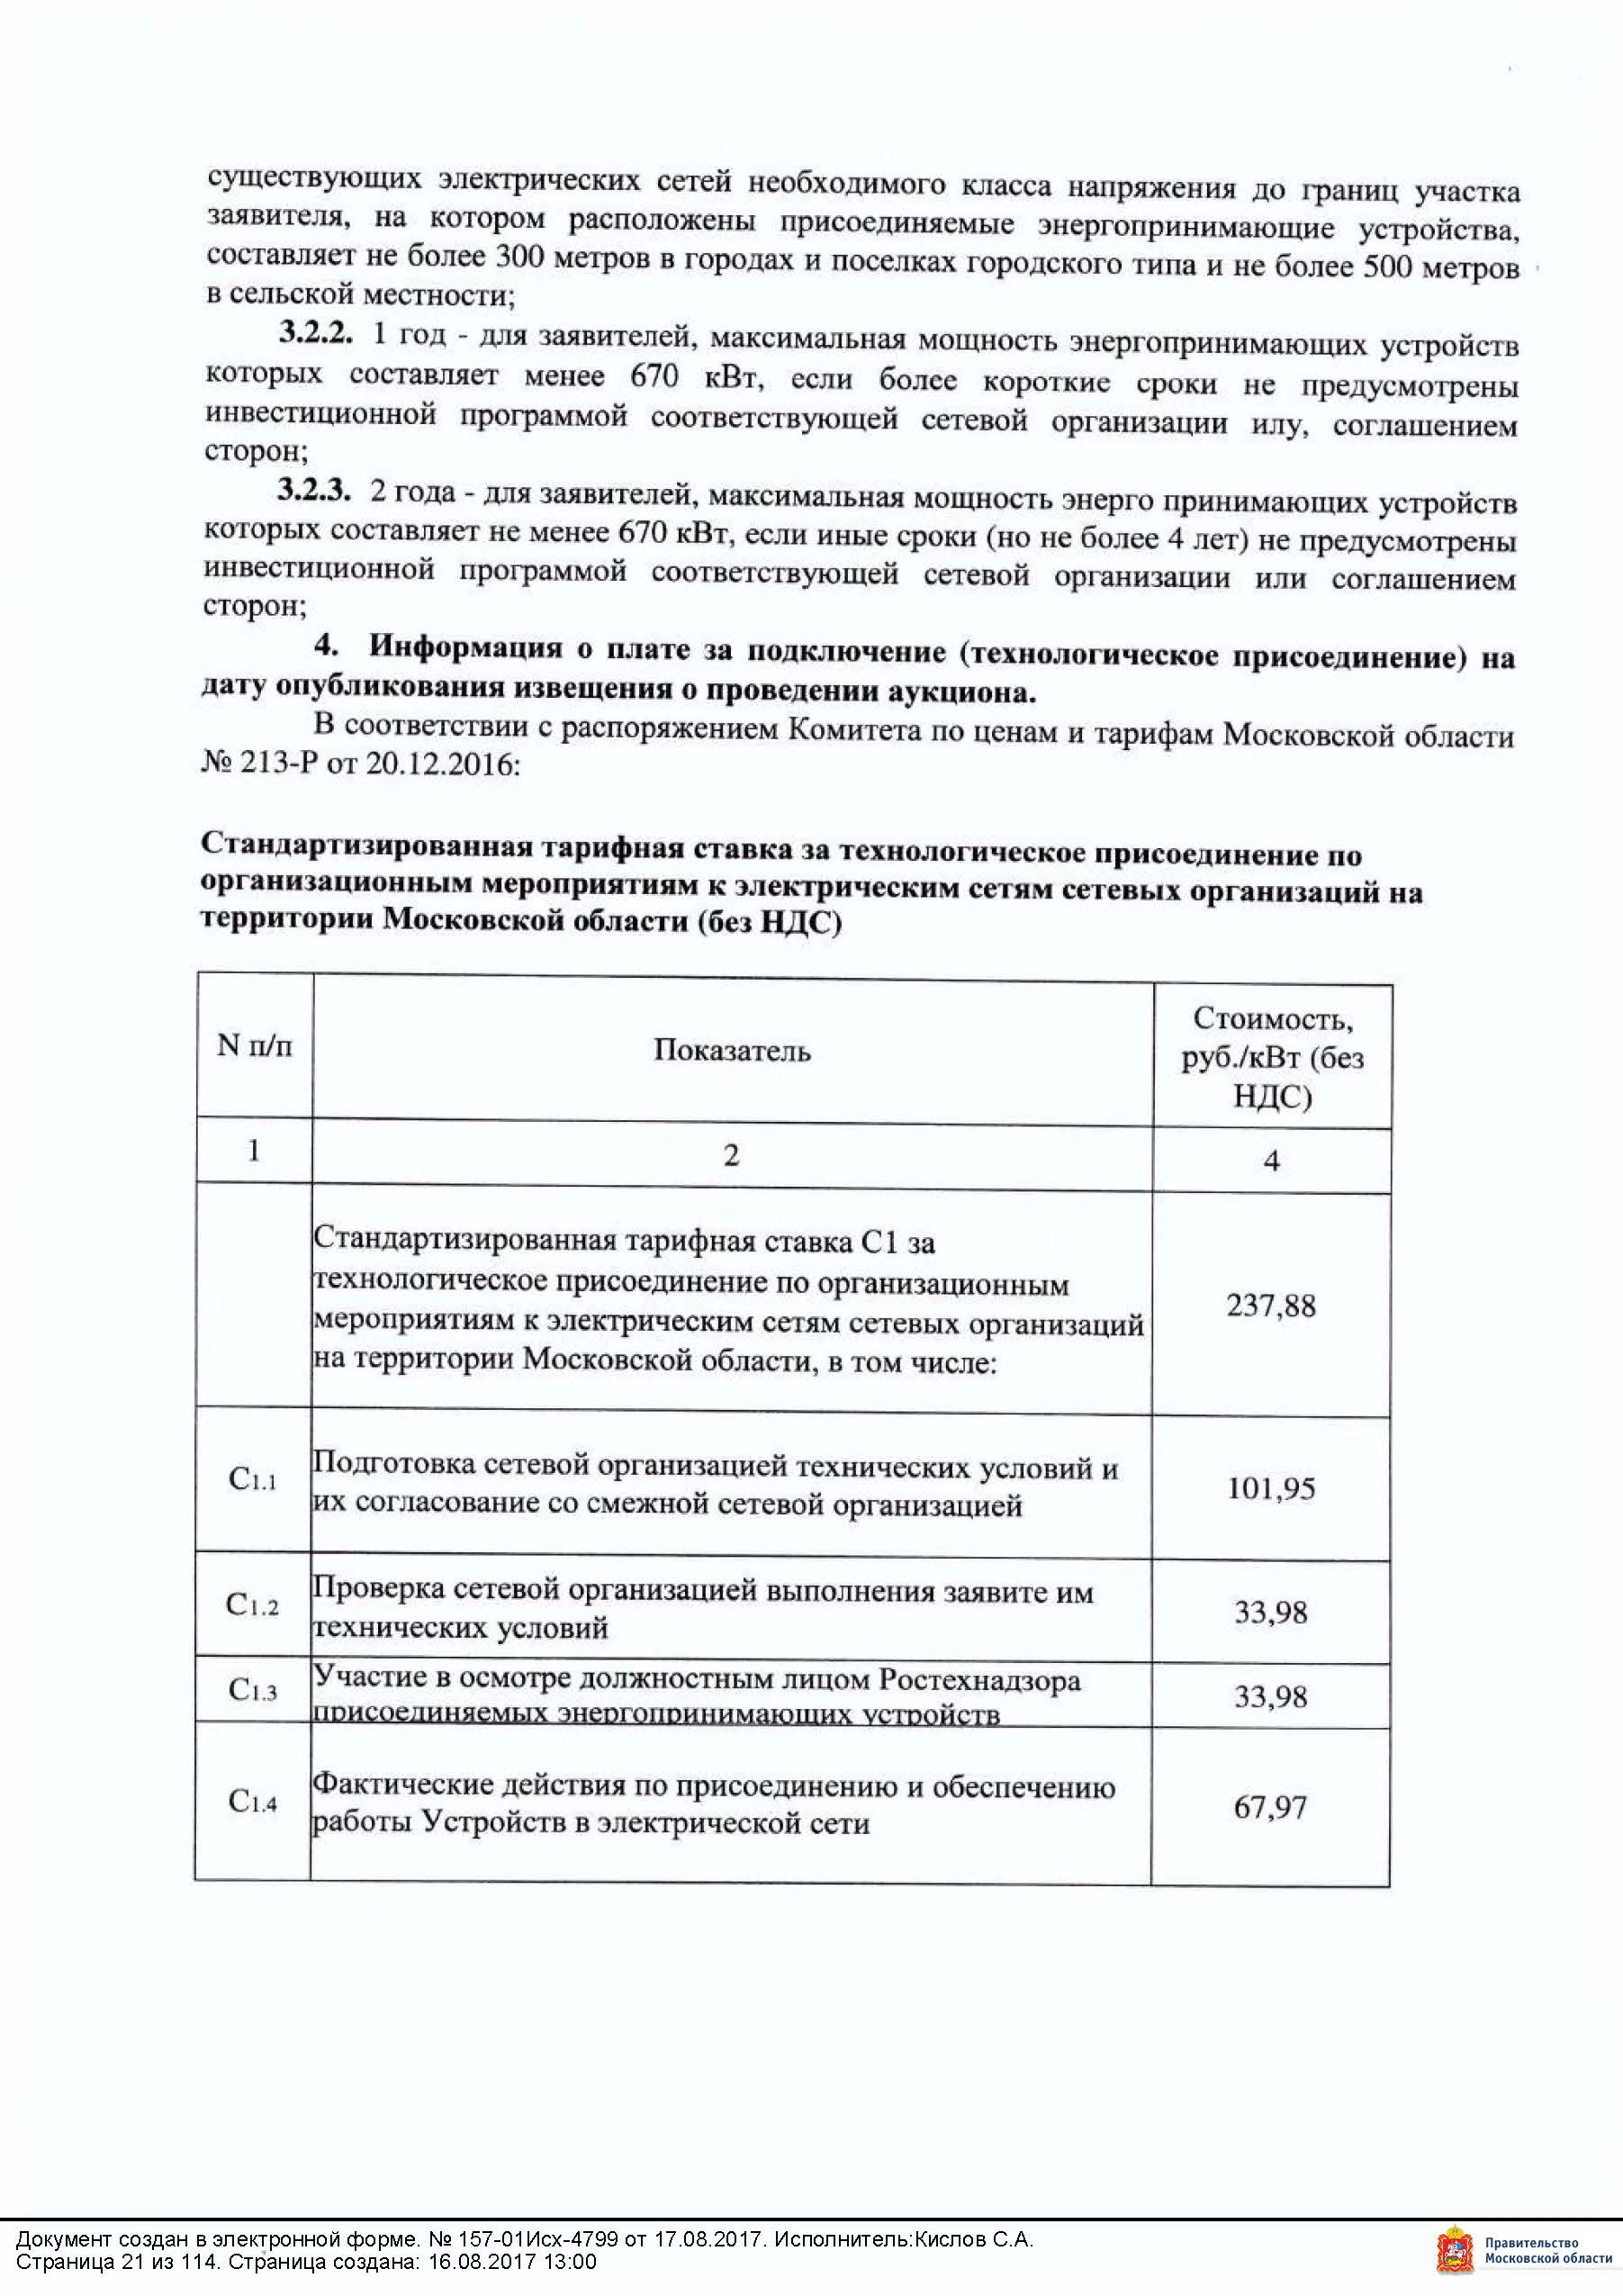 существующих электрических сетей необходимого класса напряжения до границ участка
заявителя, на котором расположены присоединяемые энергопринимающие устройства,
составляет не более 300 метров в городах и поселках городского типа и не более 500 метров
в сельской местности;
3.2.2. 1 год - для заявителей, максимальная мощность энергопринимающих устройств
которых составляет менее 670 кВт, если более короткие сроки не предусмотрены
инвестиционной программой соответствующей сетевой организации илу, соглашением
сторон;
3.2.3. 2 года - для заявителей, максимальная мощность энерго принимающих устройств
которых составляет не менее 670 кВт, если иные сроки (но не более 4 лет) не предусмотрены
инвестиционной программой соответствующей сетевой организации или соглашением
сторон;
4. Информация о плате за подключение (технологическое присоединение) на
дату опубликования извещения о проведении аукциона.
В соответствии с распоряжением Комитета по ценам и тарифам Московской области
№ 213-Р от 20.12.2016:
Стандартизированная тарифная ставка за технологическое присоединение по
организационным мероприятиям к электрическим сетям сетевых организаций на
территории Московской области (без НДС)
N п/п
Показатель
Стоимость,
руб./кВт (без
НДС)
1
2
4
Стандартизированная тарифная ставка С1 за
технологическое присоединение по организационным
мероприятиям к электрическим сетям сетевых организаций
на территории Московской области, в том числе:
237,88
С1.1
Подготовка сетевой организацией технических условий и
их согласование со смежной сетевой организацией
101,95
С1.2
Проверка сетевой организацией выполнения заявите им
технических условий
33,98
С1.3
Участие в осмотре должностным лицом Ростехнадзора
присоединяемых энергопринимающих устройств
33,98
С1.4
Фактические действия по присоединению и обеспечению
работы Устройств в электрической сети
67,97
Документ создан в электронной форме. № 157-01Исх-4799 от 17.08.2017. Исполнитель:Кислов С.А.
Страница 21 из 114. Страница создана: 16.08.2017 13:00
Правительство
Московской области